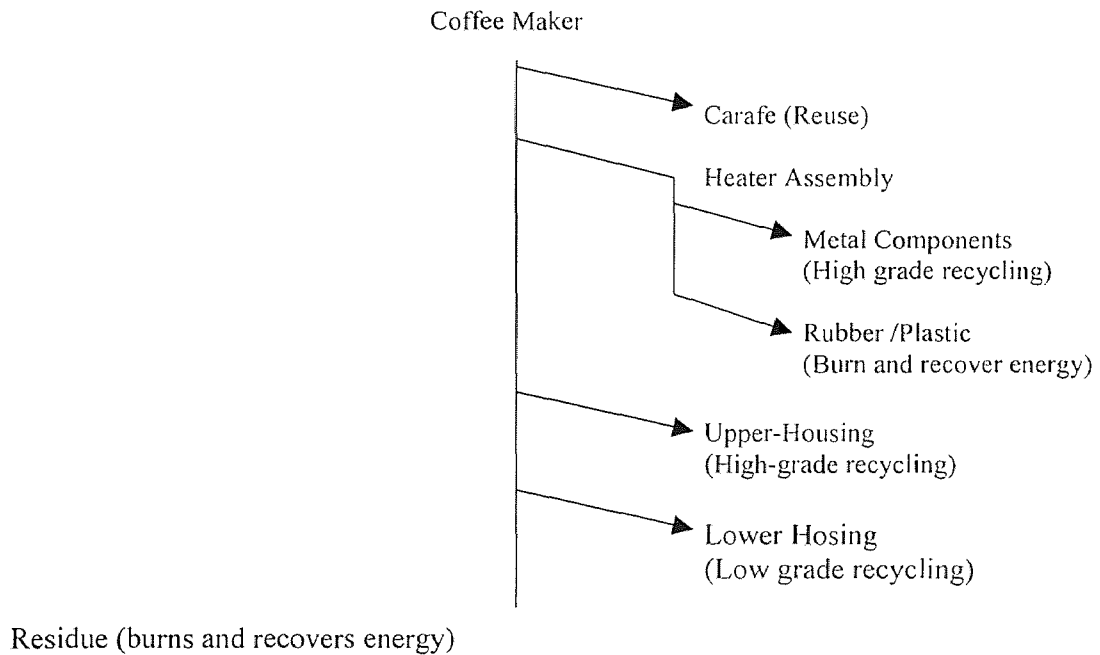 Coffee Maker
Carafe (Reuse)
Heater Assembly
Metal Components
(High grade recycling)
Rubber /Plastic
(Burn and recover energy)
Upper-Housing
(High-grade recycling)
Lower Hosing
(Low grade recycling)
Residue (burns and recovers energy)